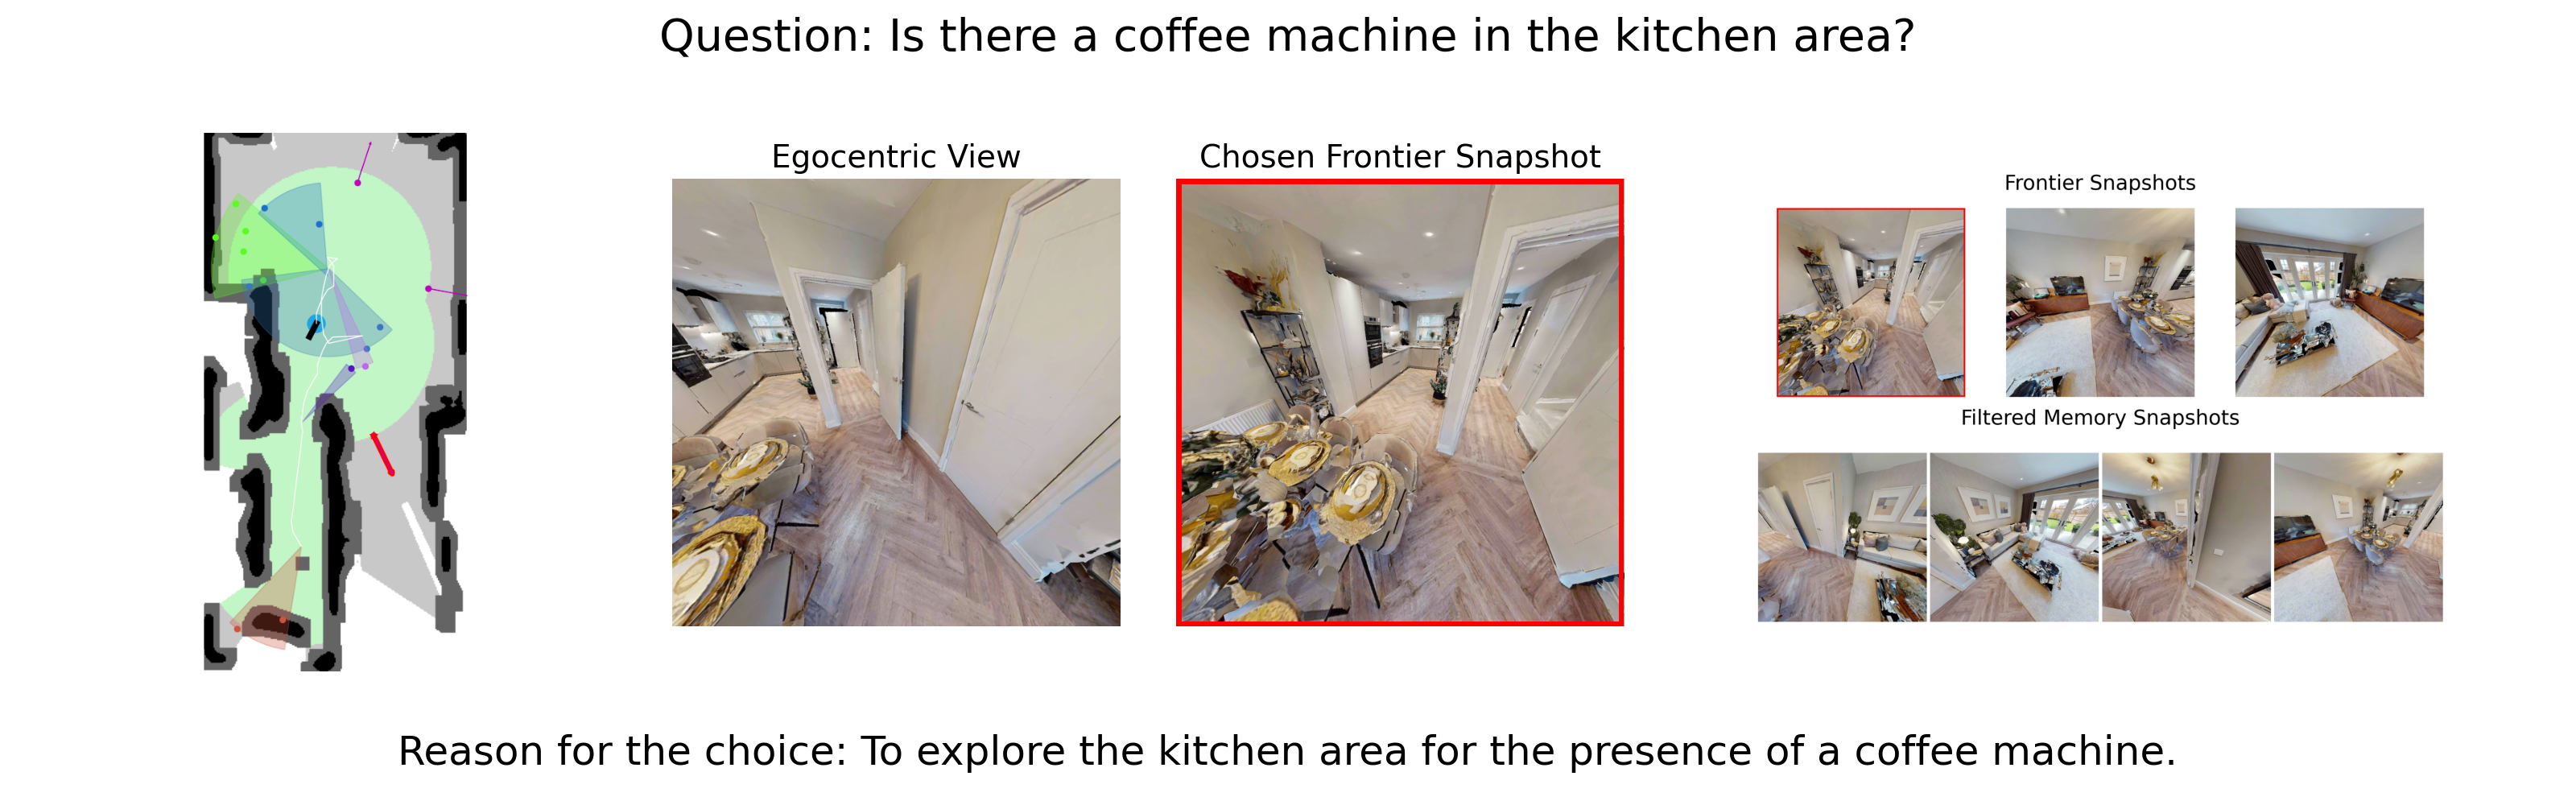 Question: Is there a coffee machine in the kitchen area?
Egocentric View
Chosen Frontier Snapshot
Frontier Snapshots
Filtered Memory Snapshots
Reason for the choice: To explore the kitchen area for the presence of a coffee machine.